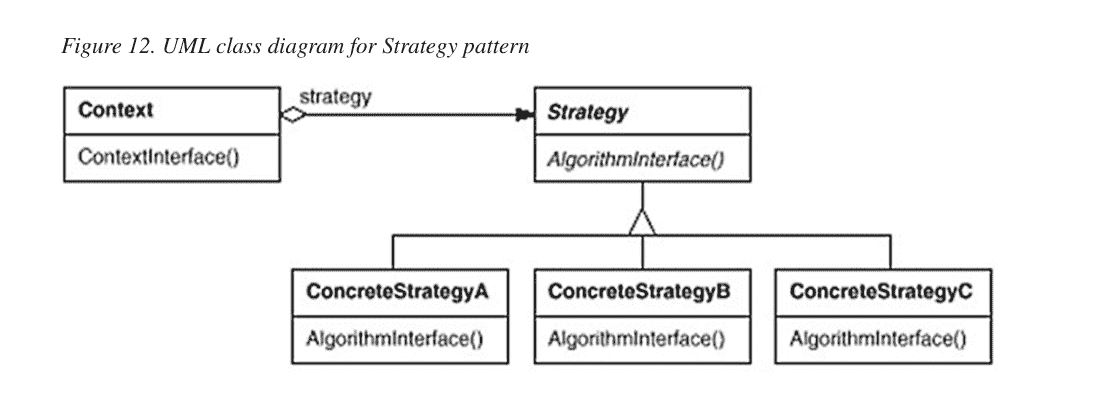 Figure 12. UML class diagram for Strategy pattern
strategy
Context
Strategy
ContextInterface()
AlgorithmInterface()
ConcreteStrategyA
ConcreteStrategyB
ConcreteStrategyC
AlgorithmInterface()
AlgorithmInterface()
AlgorithmInterface()